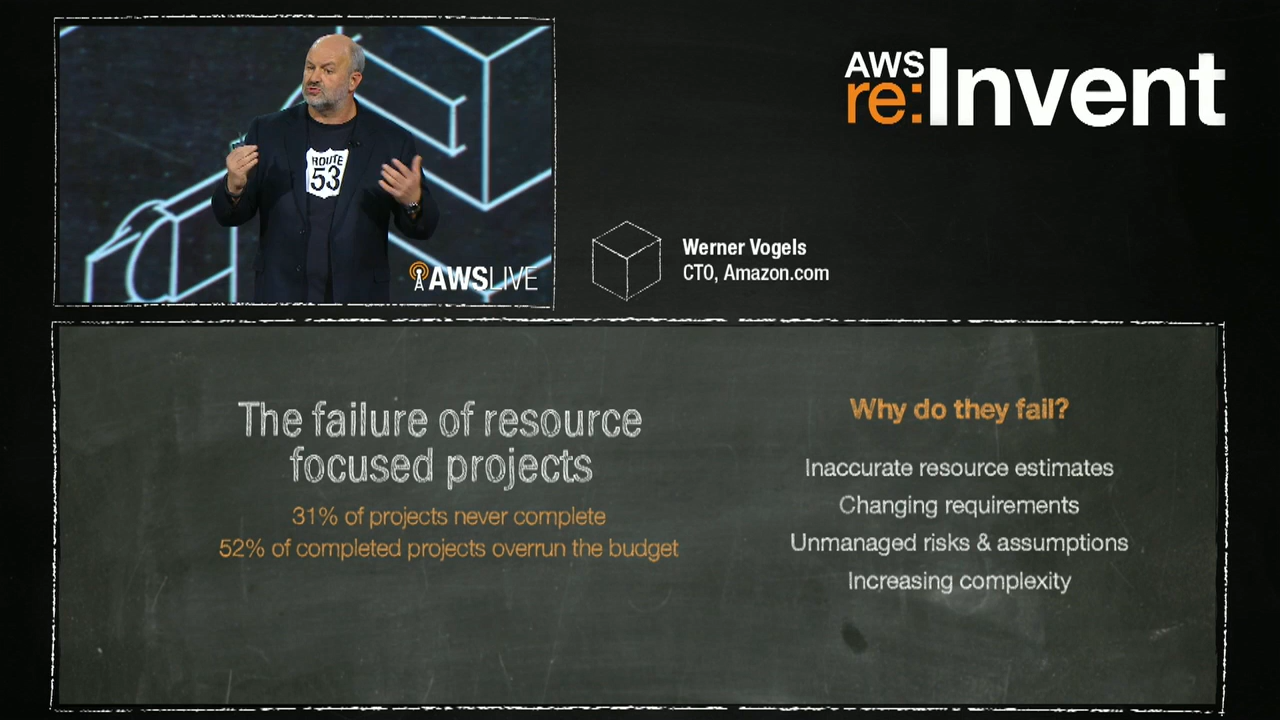 ROUTE
53
AWSLIVE
AWS
re:Invent
Werner Vogels
CTO, Amazon.com
The failure of resource
focused projects
31% of projects never complete
52% of completed projects overrun the budget
Why do they fail?
Inaccurate resource estimates
Changing requirements
Unmanaged risks & assumptions
Increasing complexity